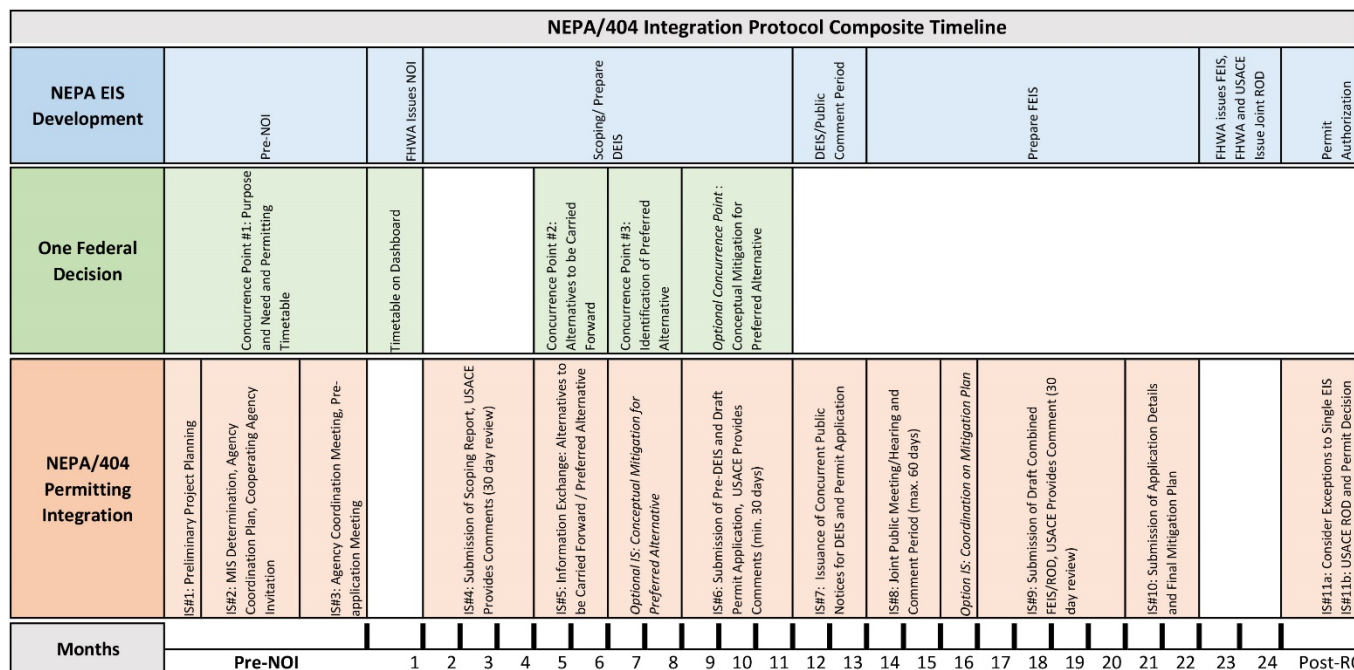 NEPA/404 Integration Protocol Composite Timeline
NEPA EIS
Development
Pre-NOI
FHWA Issues NOI
Scoping/ Prepare
DEIS
DEIS/Public
Comment Period
Prepare FEIS
FHWA issues FEIS,
FHWA and USACE
Issue Joint ROD
Permit
Authorization
One Federal
Decision
Concurrence Point #1: Purpose
and Need and Permitting
Timetable
Timetable on Dashboard
Concurrence Point #2:
Alternatives to be Carried
Forward
Concurrence Point #3:
Identification of Preferred
Alternative
Optional Concurrence Point :
Conceptual Mitigation for
Preferred Alternative
NEPA/404
Permitting
Integration
IS#1: Preliminary Project Planning
IS#2: MIS Determination, Agency
Coordination Plan, Cooperating Agency
Invitation
IS#3: Agency Coordination Meeting, Pre-
application Meeting
IS#4: Submission of Scoping Report, USACE
Provides Comments (30 day review)
IS#5: Information Exchange: Alternatives to
be Carried Forward / Preferred Alternative
Optional IS: Conceptual Mitigation for
Preferred Alternative
IS#6: Submission of Pre-DEIS and Draft
Permit Application, USACE Provides
Comments (min. 30 days)
IS#7: Issuance of Concurrent Public
Notices for DEIS and Permit Application
IS#8: Joint Public Meeting/Hearing and
Comment Period (max. 60 days)
Option IS: Coordination on Mitigation Plan
IS#9: Submission of Draft Combined
FEIS/ROD, USACE Provides Comment (30
day review)
IS#10: Submission of Application Details
and Final Mitigation Plan
IS#11a: Consider Exceptions to Single EIS
IS#11b: USACE ROD and Permit Decision
Months
Pre-NOI 1 2 3 4 5 6 7 8 9 10 11 12 13 14 15 16 17 18 19 20 21 22 23 24 Post-RO